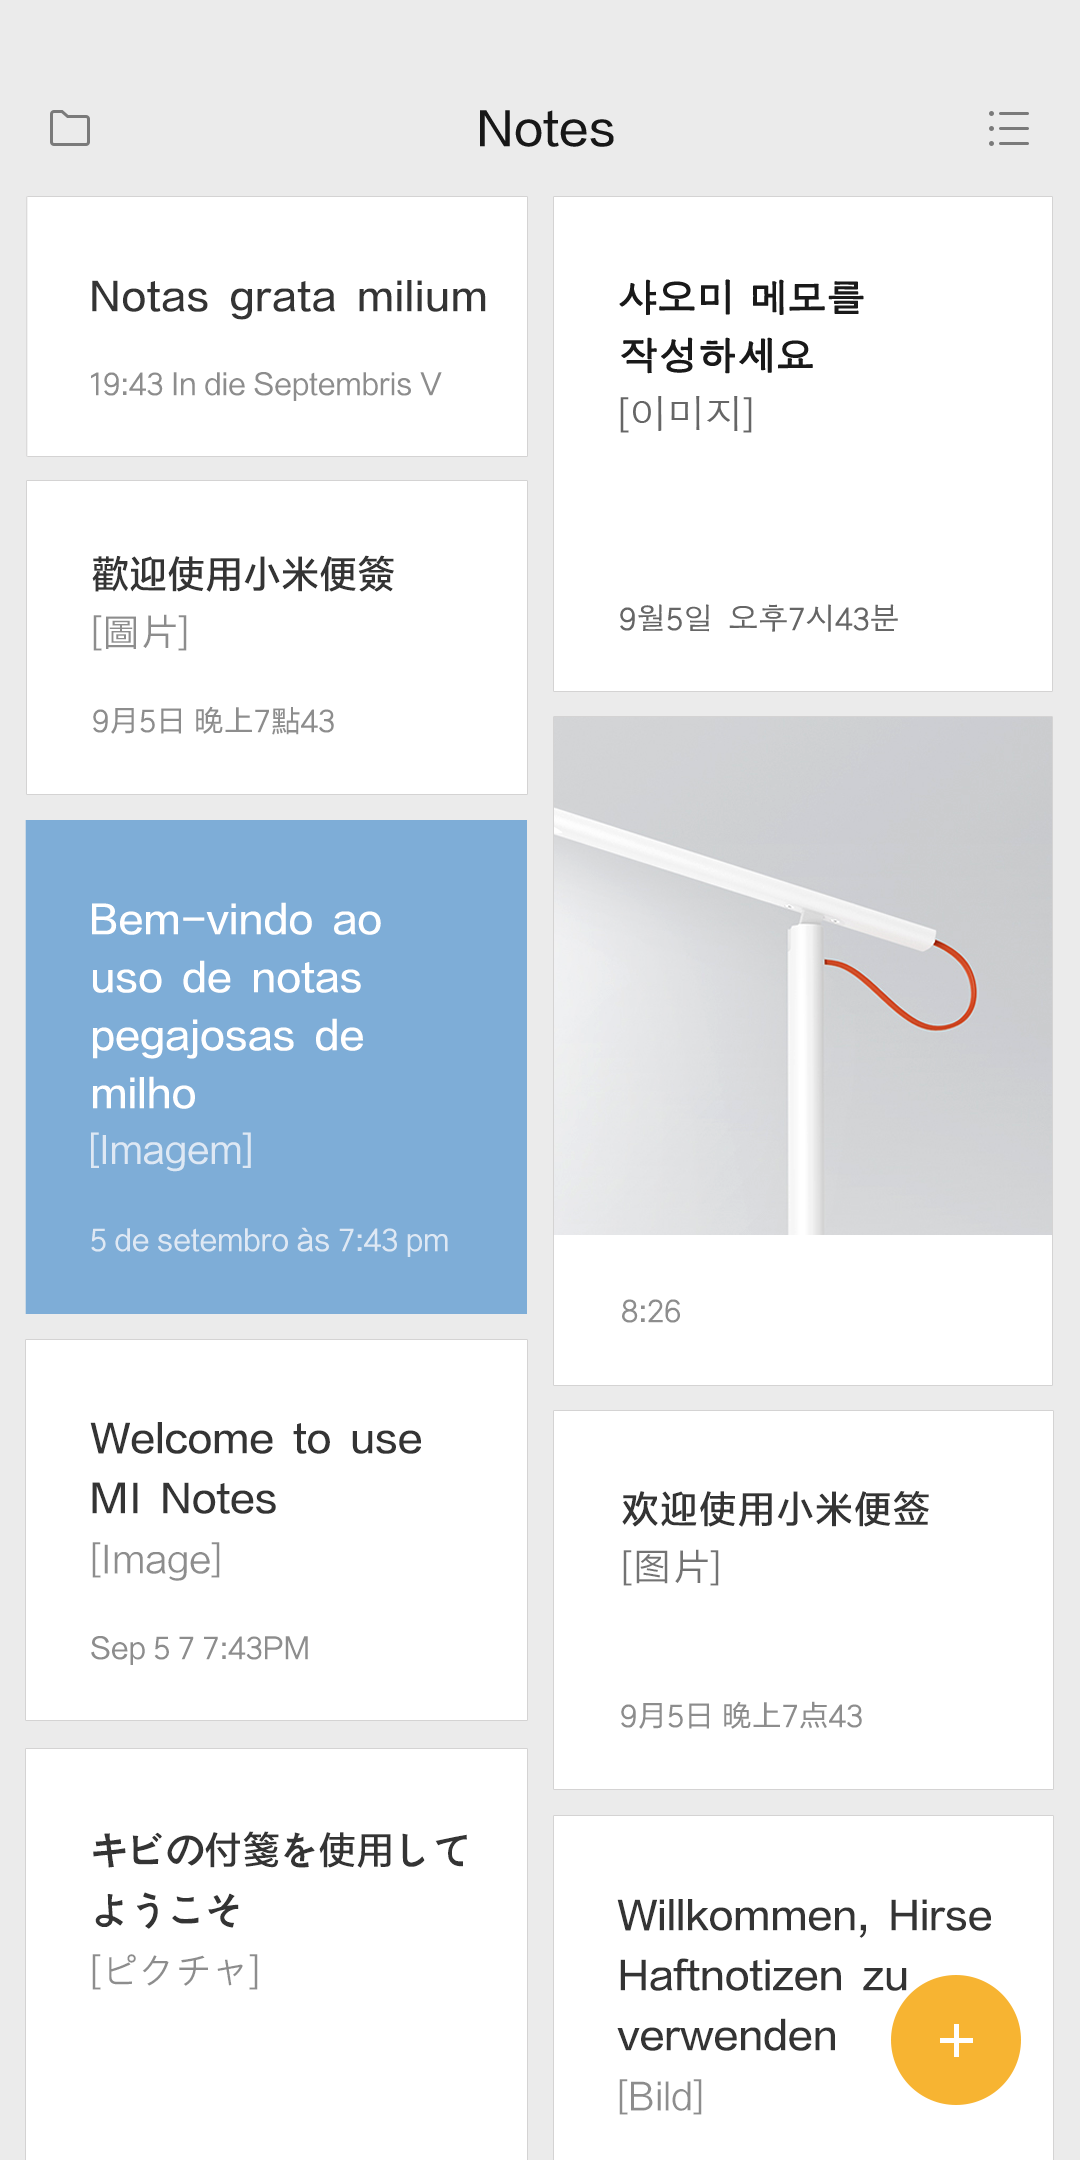 Notes
Notas grata milium
19:43 In die Septembris V
歡迎使用小米便簽
[圖片]
9月5日 晚上7點43
Bem-vindo ao
uso de notas
pegajosas de
milho
[Imagem]
5 de setembro às 7:43 pm
Welcome to use
MI Notes
[Image]
Sep 5 7 7:43PM
キビの付箋を使用して
ようこそ
[ピクチャ]
샤오미 메모를
작성하세요
[이미지]
9월5일 오후7시43분
8:26
欢迎使用小米便签
[图片]
9月5日 晚上7点43
Willkommen, Hirse
Haftnotizen zu
verwenden
[Bild]